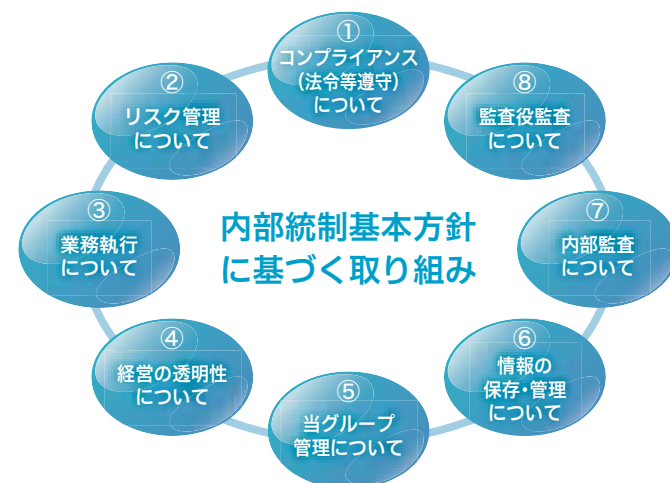 ①
コンプライアンス
（法令等遵守）
について
②
リスク管理
について
③
業務執行
について
④
経営の透明性
について
⑤
当グループ
管理について
⑥
情報の
保存・管理
について
⑦
内部監査
について
⑧
監査役監査
について
内部統制基本方針
に基づく取り組み